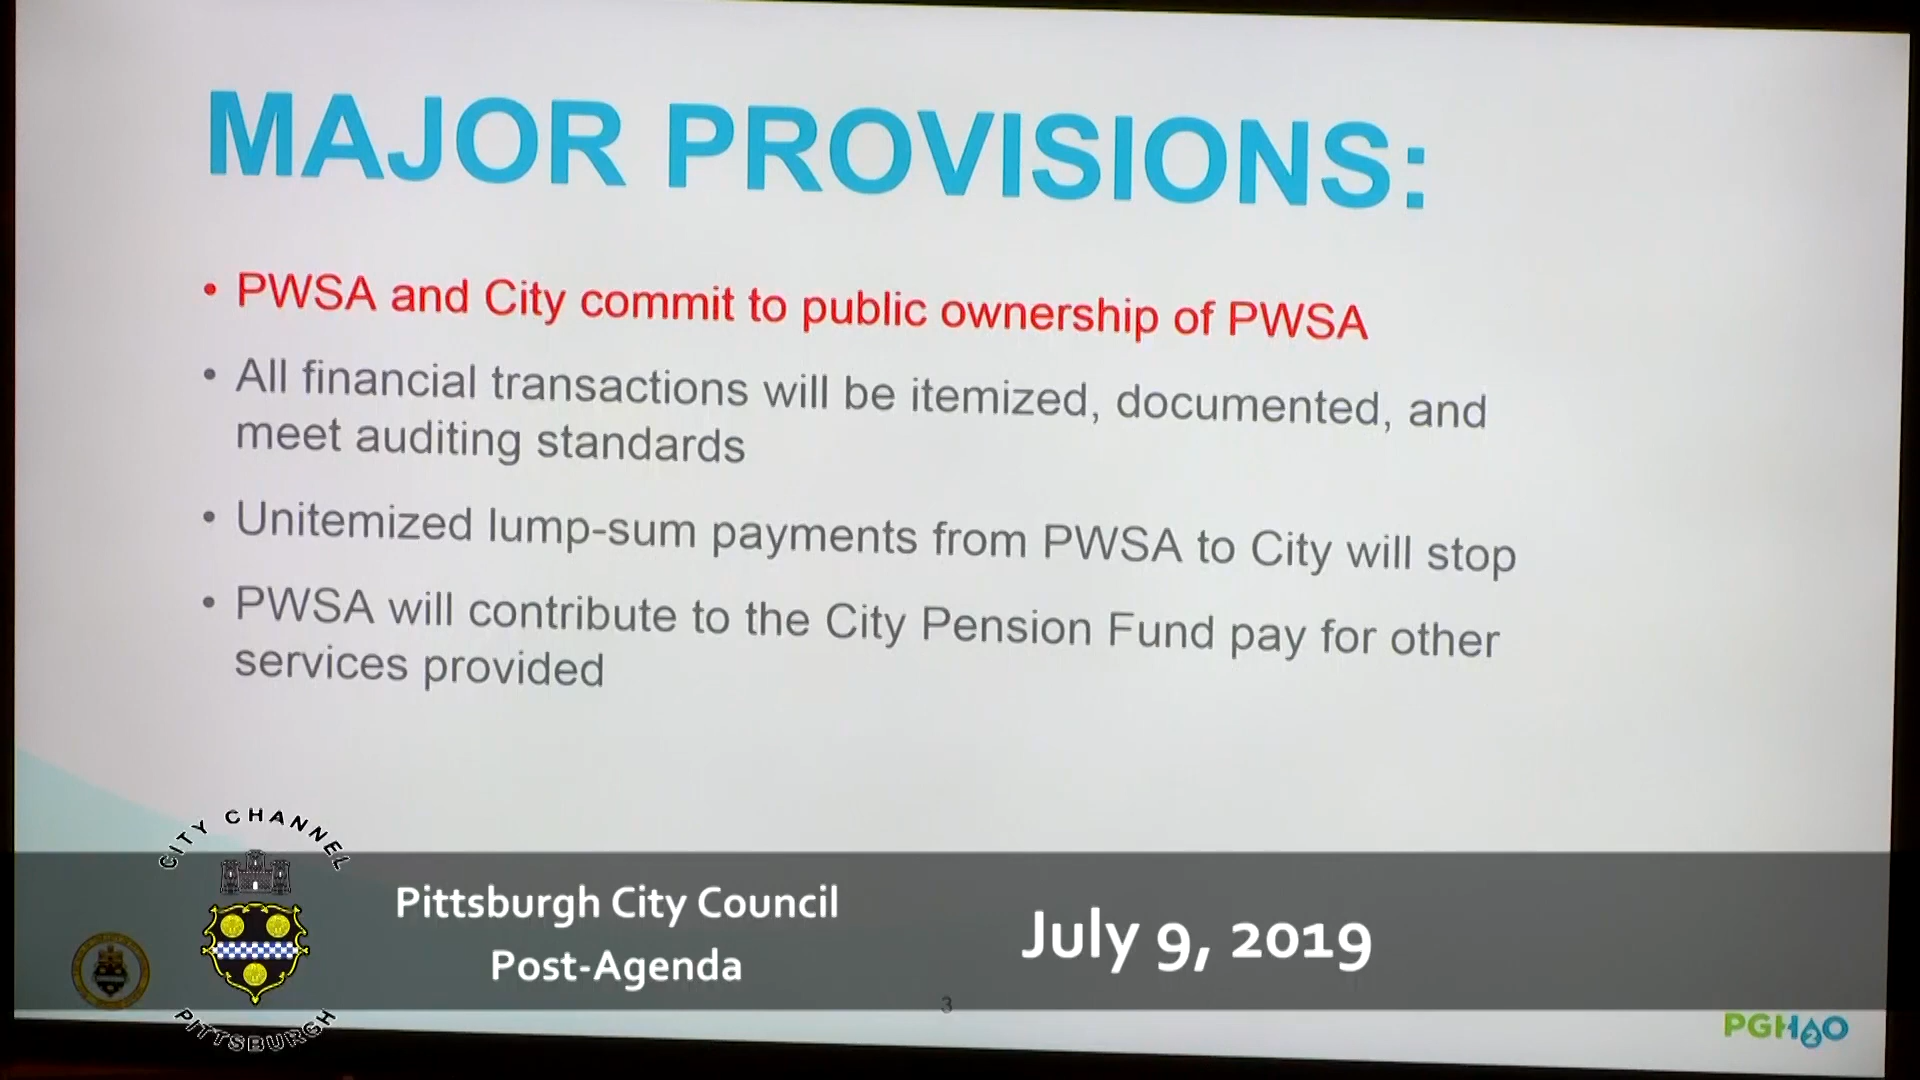 MAJOR PROVISIONS:
• PWSA and City commit to public ownership of PWSA
• All financial transactions will be itemized, documented, and
meet auditing standards
• Unitemized lump-sum payments from PWSA to City will stop
• PWSA will contribute to the City Pension Fund pay for other
services provided
CITY CHANNEL
PITTSBURGH
Pittsburgh City Council
Post-Agenda
July 9, 2019
3
PGH2O